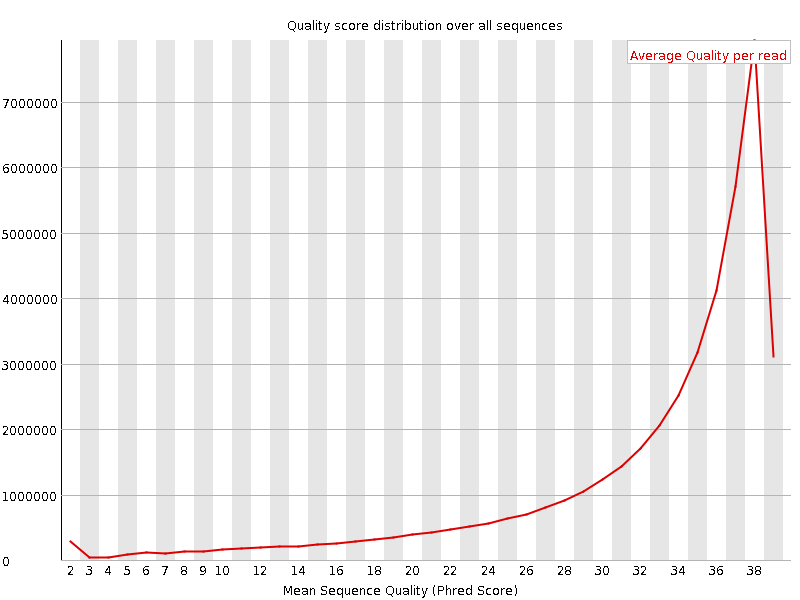 Quality score distribution over all sequences
Average Quality per read
7000000
6000000
5000000
4000000
3000000
2000000
1000000
0
2 3 4 5 6 7 8 9 10 12 14 16 18 20 22 24 26 28 30 32 34 36 38
Mean Sequence Quality (Phred Score)